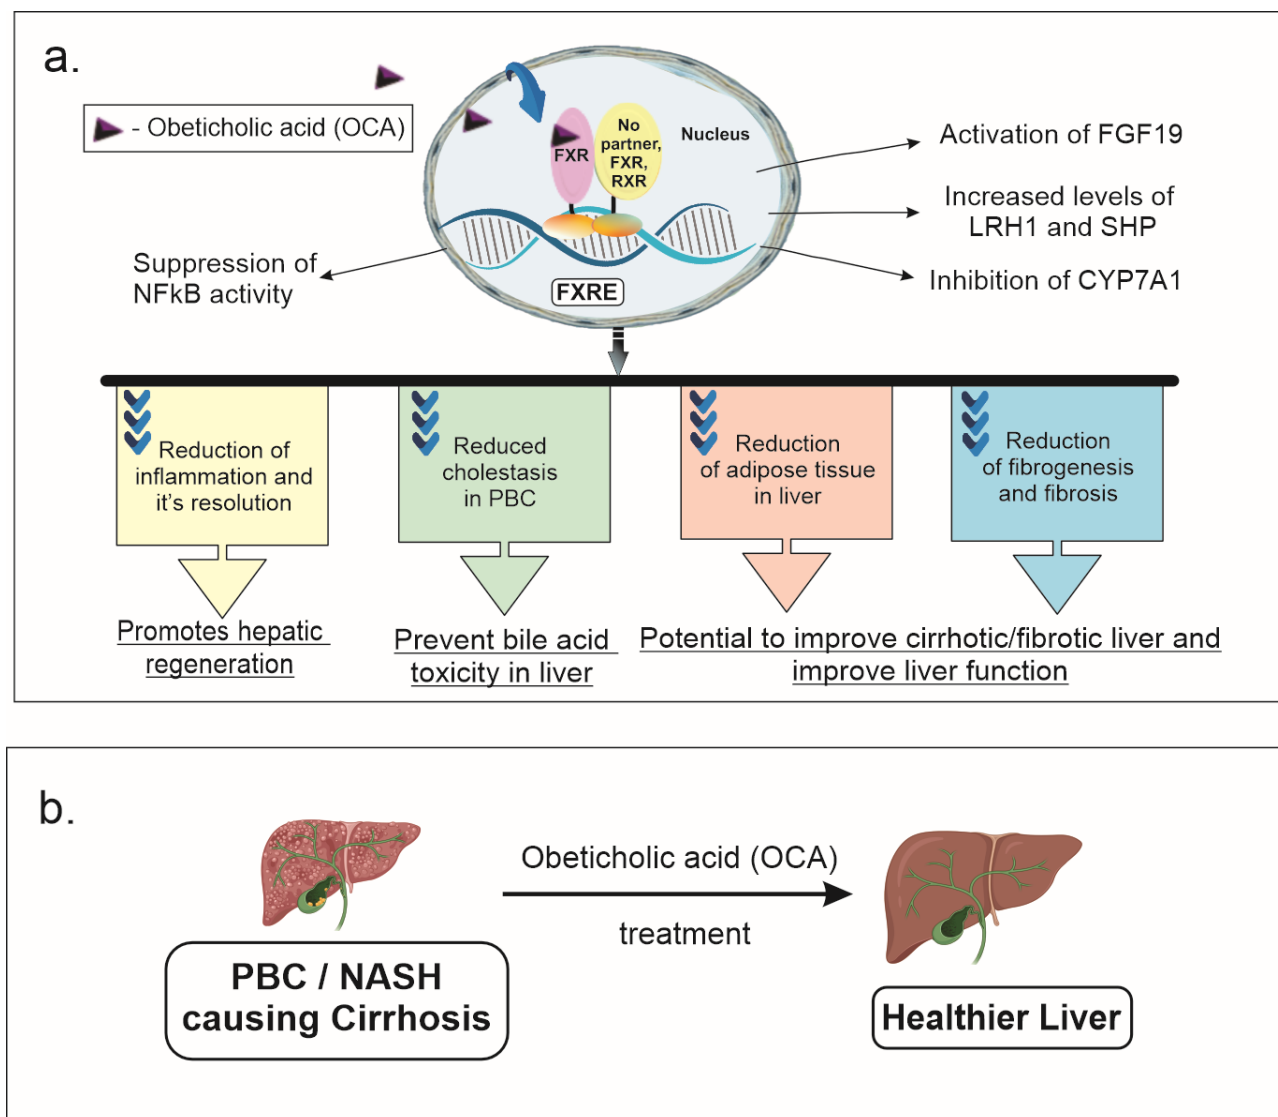 a.
- Obeticholic acid (OCA)
FXR
No
partner,
FXR,
RXR
Nucleus
FXRE
Activation of FGF19
Increased levels of
LRH1 and SHP
Inhibition of CYP7A1
Suppression of
NFkB activity
Reduction of
inflammation and
it's resolution
Reduced
cholestasis
in PBC
Reduction
of adipose tissue
in liver
Reduction
of fibrogenesis
and fibrosis
Promotes hepatic
regeneration
Prevent bile acid
toxicity in liver
Potential to improve cirrhotic/fibrotic liver and
improve liver function
b.
Obeticholic acid (OCA)
treatment
PBC / NASH
causing Cirrhosis
Healthier Liver